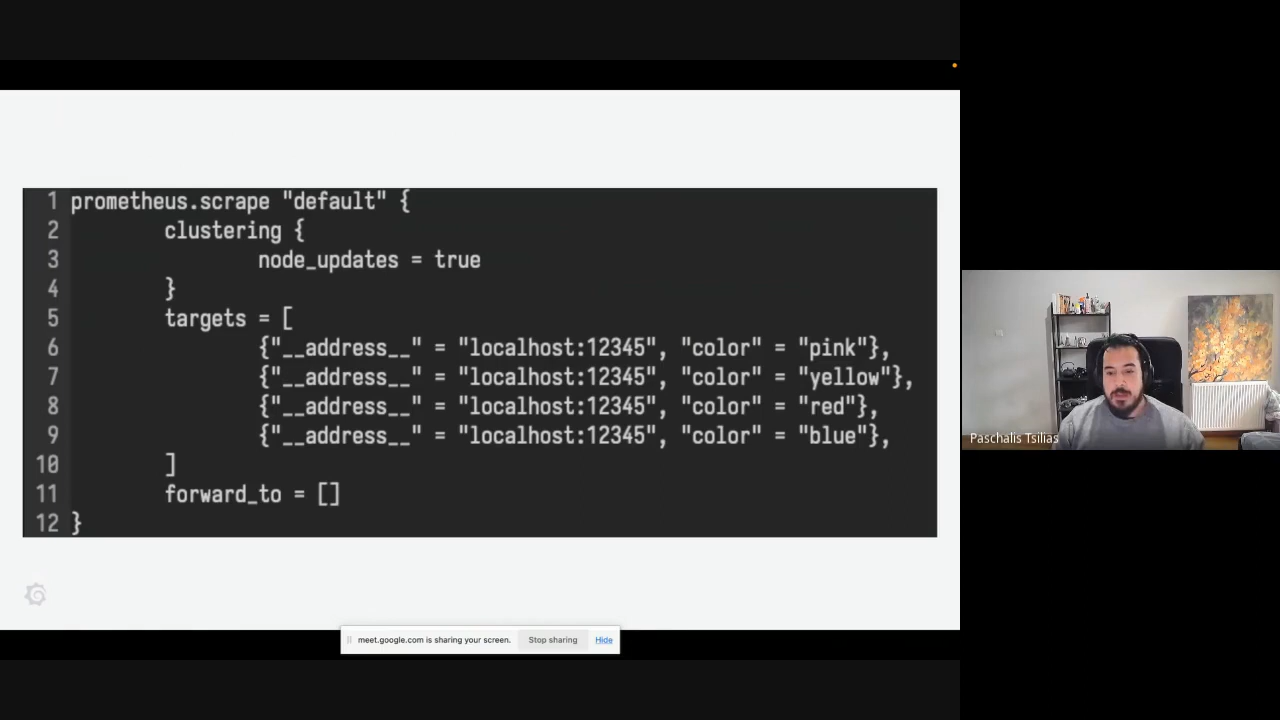 1 prometheus.scrape "default" {
2 clustering {
3 node_updates = true
4 }
5 targets = [
6 {"__address__" = "localhost:12345", "color" = "pink"},
7 {"__address__" = "localhost:12345", "color" = "yellow"},
8 {"__address__" = "localhost:12345", "color" = "red"},
9 {"__address__" = "localhost:12345", "color" = "blue"},
10 ]
11 forward_to = []
12 }
Paschalis Tsilias
meet.google.com is sharing your screen. Stop sharing Hide